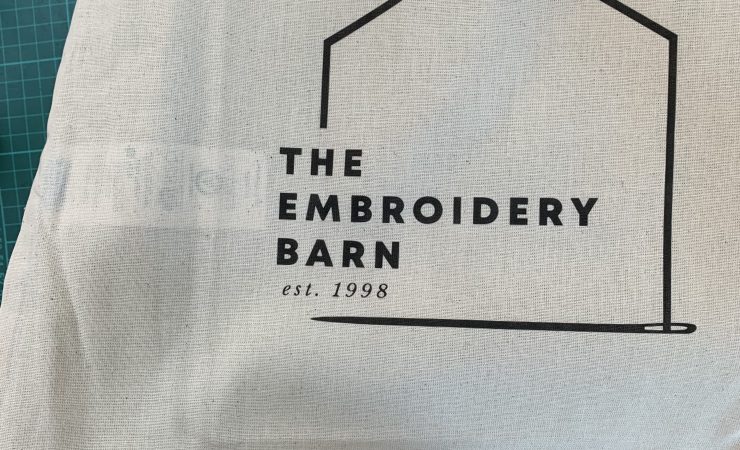 THE
EMBROIDERY
BARN
est. 1998